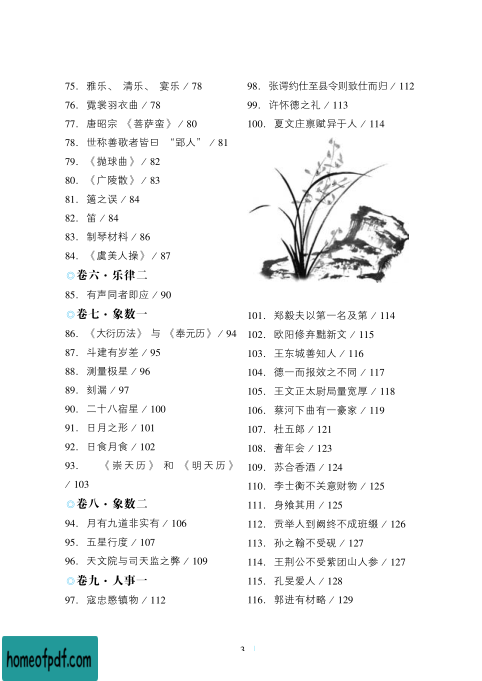 75. 雅乐、 清乐、 宴乐 / 78
76. 霓裳羽衣曲 / 78
77. 唐昭宗 《菩萨蛮》 / 80
78. 世称善歌者皆曰 “郢人” / 81
79. 《抛球曲》 / 82
80. 《广陵散》 / 83
81. 篴之误 / 84
82. 笛 / 84
83. 制琴材料 / 86
84. 《虞美人操》 / 87
卷六·乐律二
85. 有声同者即应 / 90
卷七·象数一
86. 《大衍历法》 与 《奉元历》 / 94
87. 斗建有岁差 / 95
88. 测量极星 / 96
89. 刻漏 / 97
90. 二十八宿星 / 100
91. 日月之形 / 101
92. 日食月食 / 102
93. 《崇天历》 和 《明天历》
/ 103
卷八·象数二
94. 月有九道非实有 / 106
95. 五星行度 / 107
96. 天文院与司天监之弊 / 109
卷九·人事一
97. 寇忠愍镇物 / 112
98. 张谔约仕至县令则致仕而归 / 112
99. 许怀德之礼 / 113
100. 夏文庄禀赋异于人 / 114
101. 郑毅夫以第一名及第 / 114
102. 欧阳修弃黜新文 / 115
103. 王东城善知人 / 116
104. 德一而报效之不同 / 117
105. 王文正太尉局量宽厚 / 118
106. 蔡河下曲有一豪家 / 119
107. 杜五郎 / 121
108. 耆年会 / 123
109. 苏合香酒 / 124
110. 李士衡不关意财物 / 125
111. 身飨其用 / 125
112. 贡举人到阙终不成班缀 / 126
113. 孙之翰不受砚 / 127
114. 王荆公不受紫团山人参 / 127
115. 孔旻爱人 / 128
116. 郭进有材略 / 129
3
homeofpdf.com